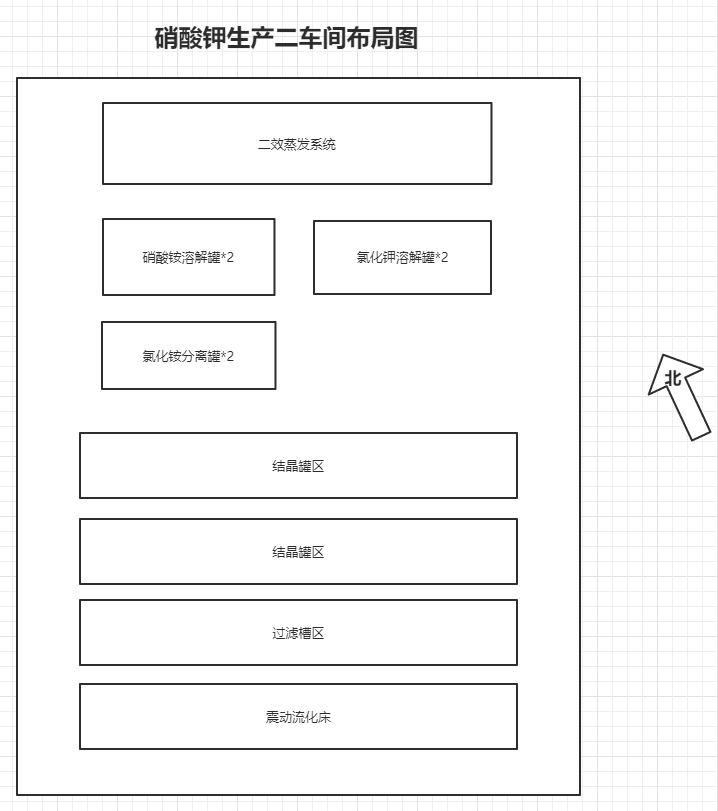 硝酸钾生产二车间布局图
二效蒸发系统
硝酸铵溶解罐*2
氯化钾溶解罐*2
氯化铵分离罐*2
北
结晶罐区
结晶罐区
过滤槽区
震动流化床